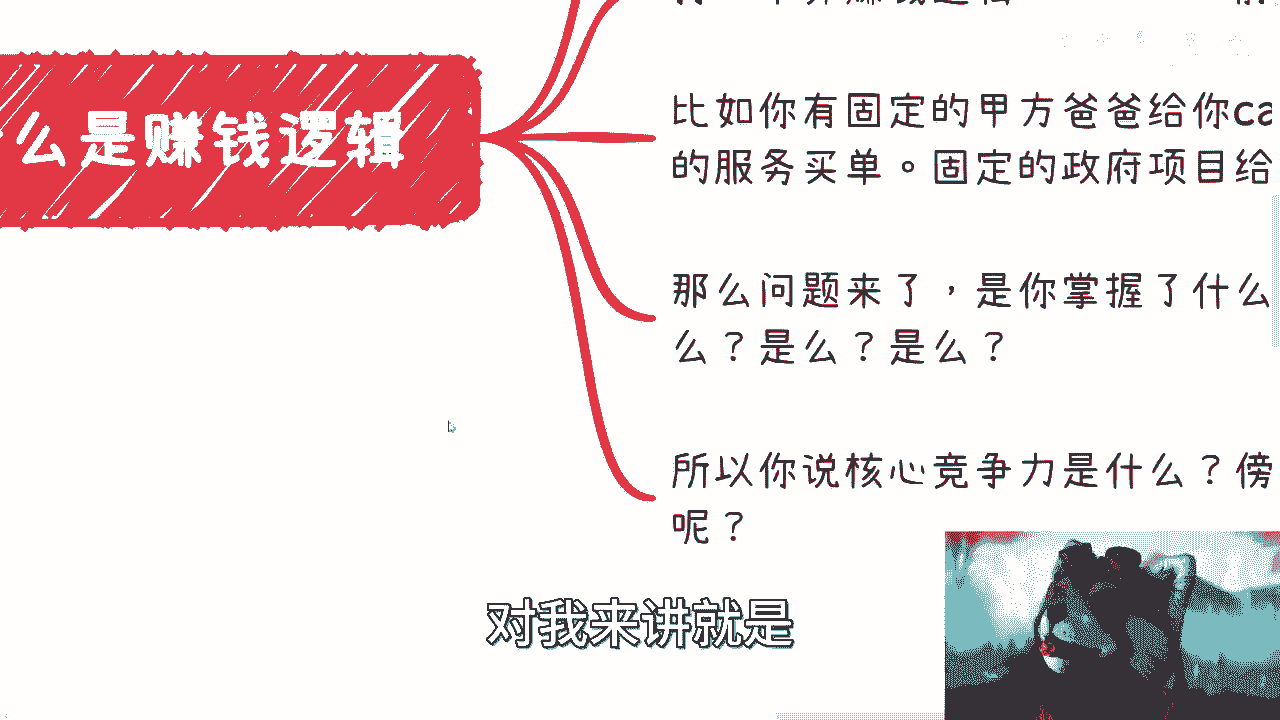 么是赚钱逻辑
比如你有固定的甲方爸爸给你ca
的服务买单。固定的政府项目给
那么问题来了，是你掌握了什么
么？是么？是么？
所以你说核心竞争力是什么？傍
呢？
对我来讲就是